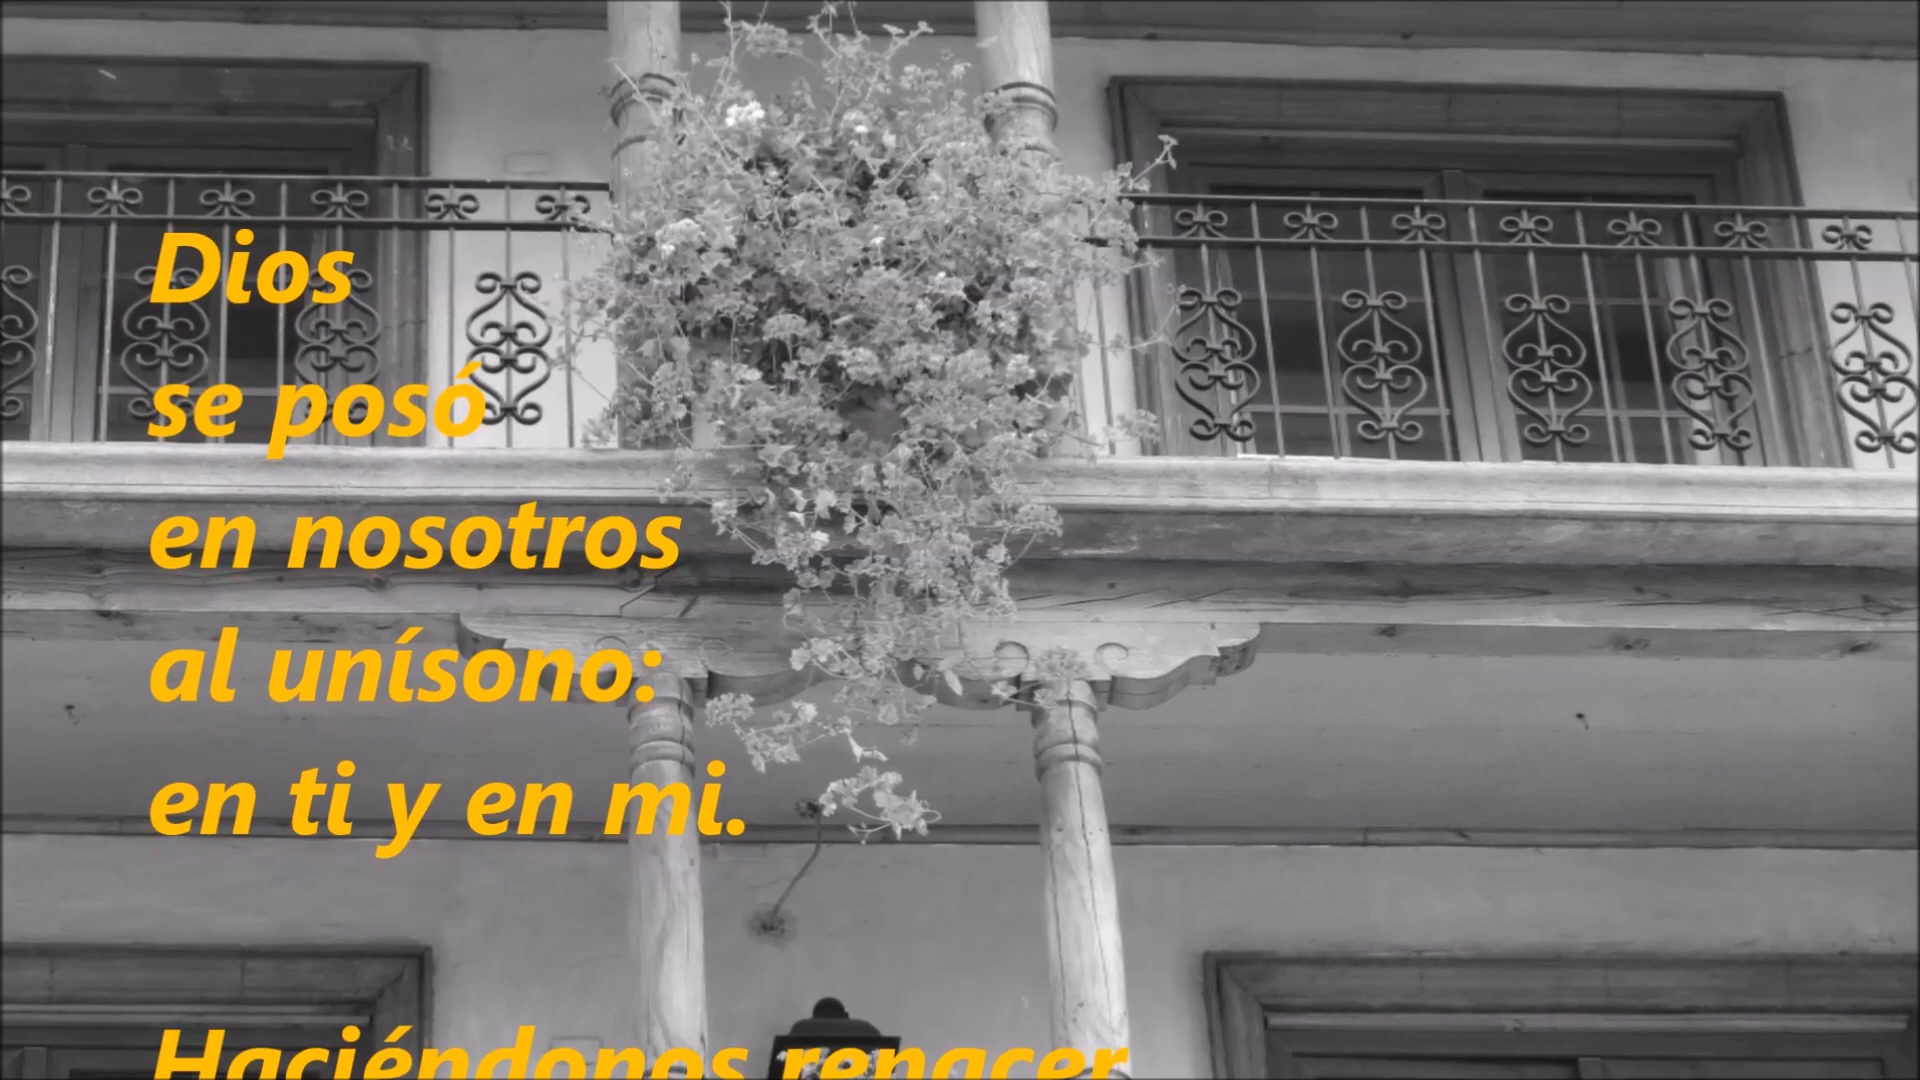 Dios
se posó
en nosotros
al unísono:
en ti y en mi.
Haciéndonos renacer